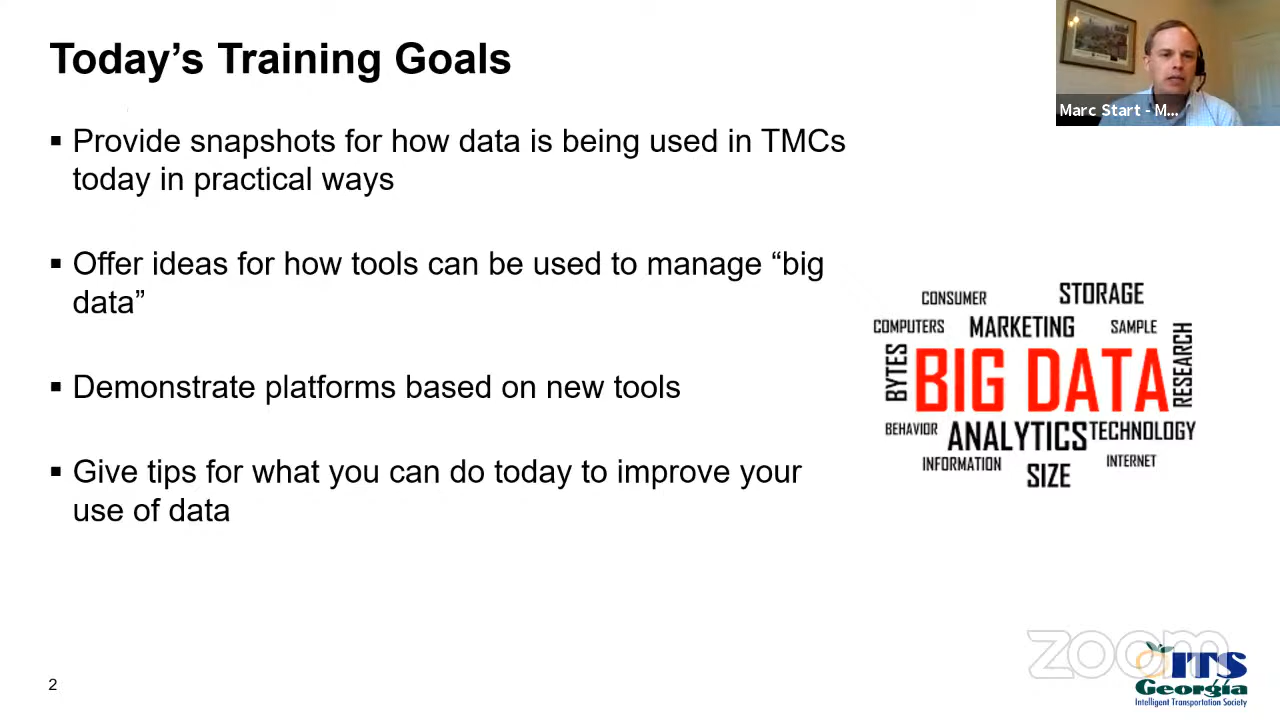 Today’s Training Goals
Marc Start - M...
▪ Provide snapshots for how data is being used in TMCs
today in practical ways
▪ Offer ideas for how tools can be used to manage “big
data”
▪ Demonstrate platforms based on new tools
▪ Give tips for what you can do today to improve your
use of data
CONSUMER STORAGE
COMPUTERS MARKETING SAMPLE
BYTES BIG DATA RESEARCH
BEHAVIOR ANALYTICS TECHNOLOGY
INFORMATION SIZE INTERNET
zoom
ITS
Georgia
Intelligent Transportation Society
2